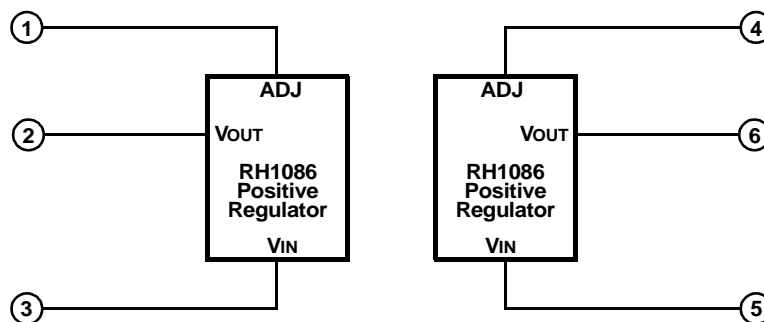 1
4
ADJ
ADJ
2
VOUT
VOUT
6
RH1086
Positive
Regulator
RH1086
Positive
Regulator
VIN
VIN
3
5